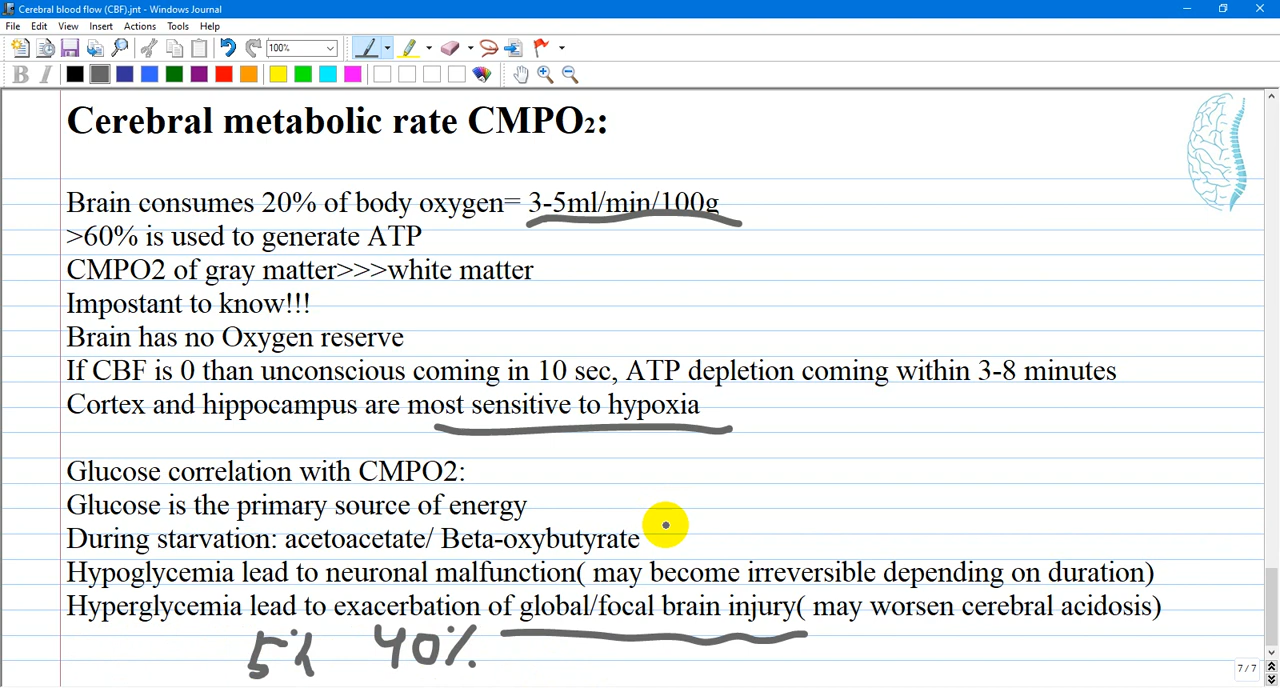 Cerebral blood flow (CBF).jnt - Windows Journal
File Edit View Insert Actions Tools Help
100%
B I
Cerebral metabolic rate CMPO₂:
Brain consumes 20% of body oxygen= 3-5ml/min/100g
>60% is used to generate ATP
CMPO2 of gray matter>>>white matter
Impostant to know!!!
Brain has no Oxygen reserve
If CBF is 0 than unconscious coming in 10 sec, ATP depletion coming within 3-8 minutes
Cortex and hippocampus are most sensitive to hypoxia
Glucose correlation with CMPO2:
Glucose is the primary source of energy
During starvation: acetoacetate/ Beta-oxybutyrate
Hypoglycemia lead to neuronal malfunction( may become irreversible depending on duration)
Hyperglycemia lead to exacerbation of global/focal brain injury( may worsen cerebral acidosis)
40%
7 / 7